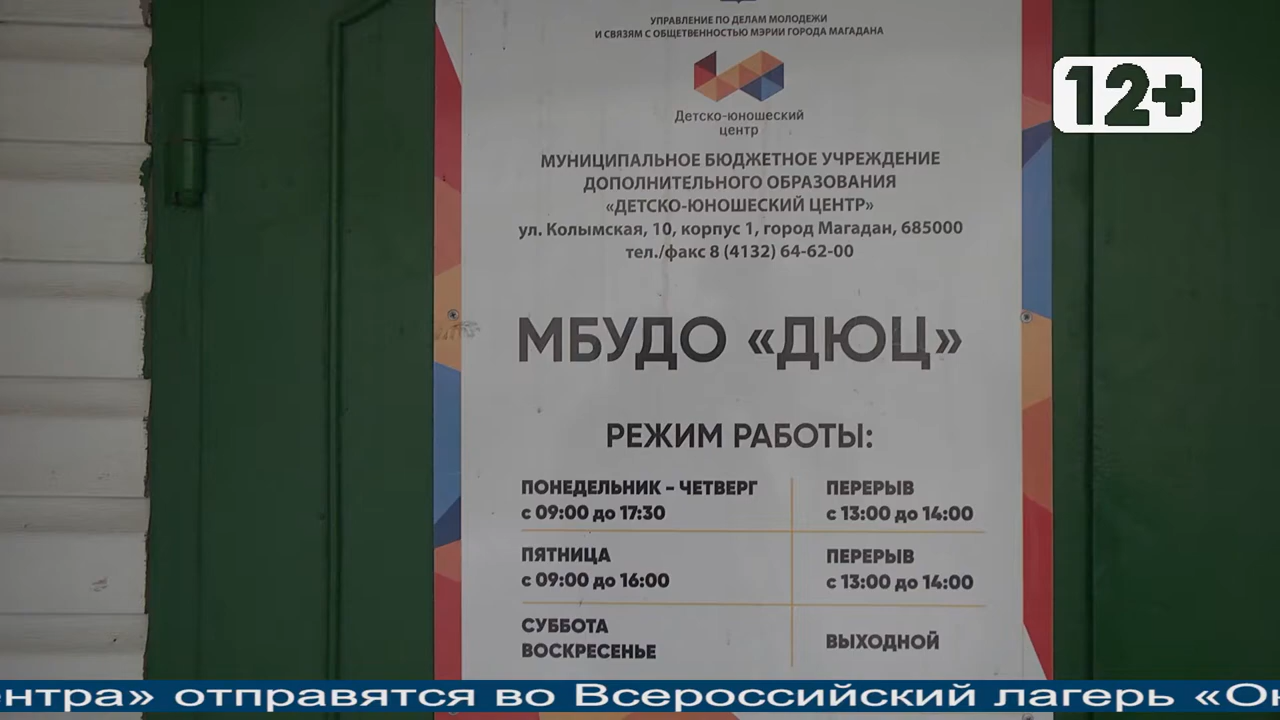 УПРАВЛЕНИЕ ПО ДЕЛАМ МОЛОДЕЖИ
И СВЯЗЯМ С ОБЩЕТВЕННОСТЬЮ МЭРИИ ГОРОДА МАГАДАНА
12+
Детско-юношеский
центр
МУНИЦИПАЛЬНОЕ БЮДЖЕТНОЕ УЧРЕЖДЕНИЕ
ДОПОЛНИТЕЛЬНОГО ОБРАЗОВАНИЯ
«ДЕТСКО-ЮНОШЕСКИЙ ЦЕНТР»
ул. Колымская, 10, корпус 1, город Магадан, 685000
тел./факс 8 (4132) 64-62-00
МБУДО «ДЮЦ»
РЕЖИМ РАБОТЫ:
ПОНЕДЕЛЬНИК - ЧЕТВЕРГ
с 09:00 до 17:30
ПЕРЕРЫВ
с 13:00 до 14:00
ПЯТНИЦА
с 09:00 до 16:00
ПЕРЕРЫВ
с 13:00 до 14:00
СУББОТА
ВОСКРЕСЕНЬЕ
ВЫХОДНОЙ
отправятся во Всероссийский лагерь